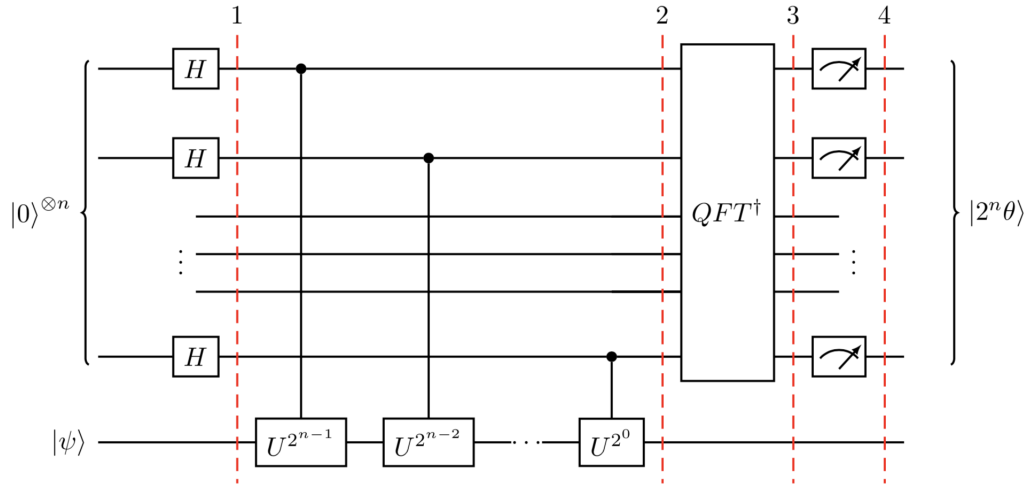 1 2 3 4
H
H
|0⟩^{⊗n} QFT^† |2^nθ⟩
⋮ ⋮
H
|ψ⟩ U^{2^{n−1}} U^{2^{n−2}} ··· U^{2^0}